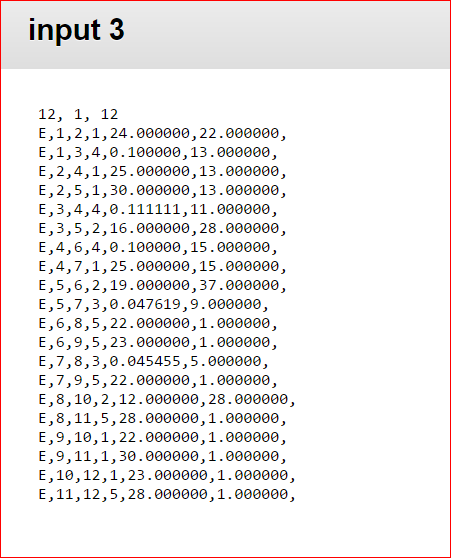 input 3
12, 1, 12
E,1,2,1,24.000000,22.000000,
E,1,3,4,0.100000,13.000000,
E,2,4,1,25.000000,13.000000,
E,2,5,1,30.000000,13.000000,
E,3,4,4,0.111111,11.000000,
E,3,5,2,16.000000,28.000000,
E,4,6,4,0.100000,15.000000,
E,4,7,1,25.000000,15.000000,
E,5,6,2,19.000000,37.000000,
E,5,7,3,0.047619,9.000000,
E,6,8,5,22.000000,1.000000,
E,6,9,5,23.000000,1.000000,
E,7,8,3,0.045455,5.000000,
E,7,9,5,22.000000,1.000000,
E,8,10,2,12.000000,28.000000,
E,8,11,5,28.000000,1.000000,
E,9,10,1,22.000000,1.000000,
E,9,11,1,30.000000,1.000000,
E,10,12,1,23.000000,1.000000,
E,11,12,5,28.000000,1.000000,